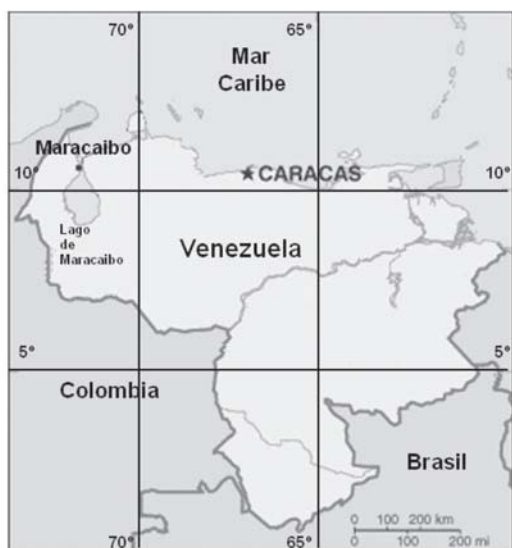 70°
65°
Mar
Caribe
Maracaibo
10°
CARACAS
10°
Lago
de
Maracaibo
Venezuela
5°
5°
Colombia
Brasil
0 100 200 km
0 100 200 mi
70°
65°